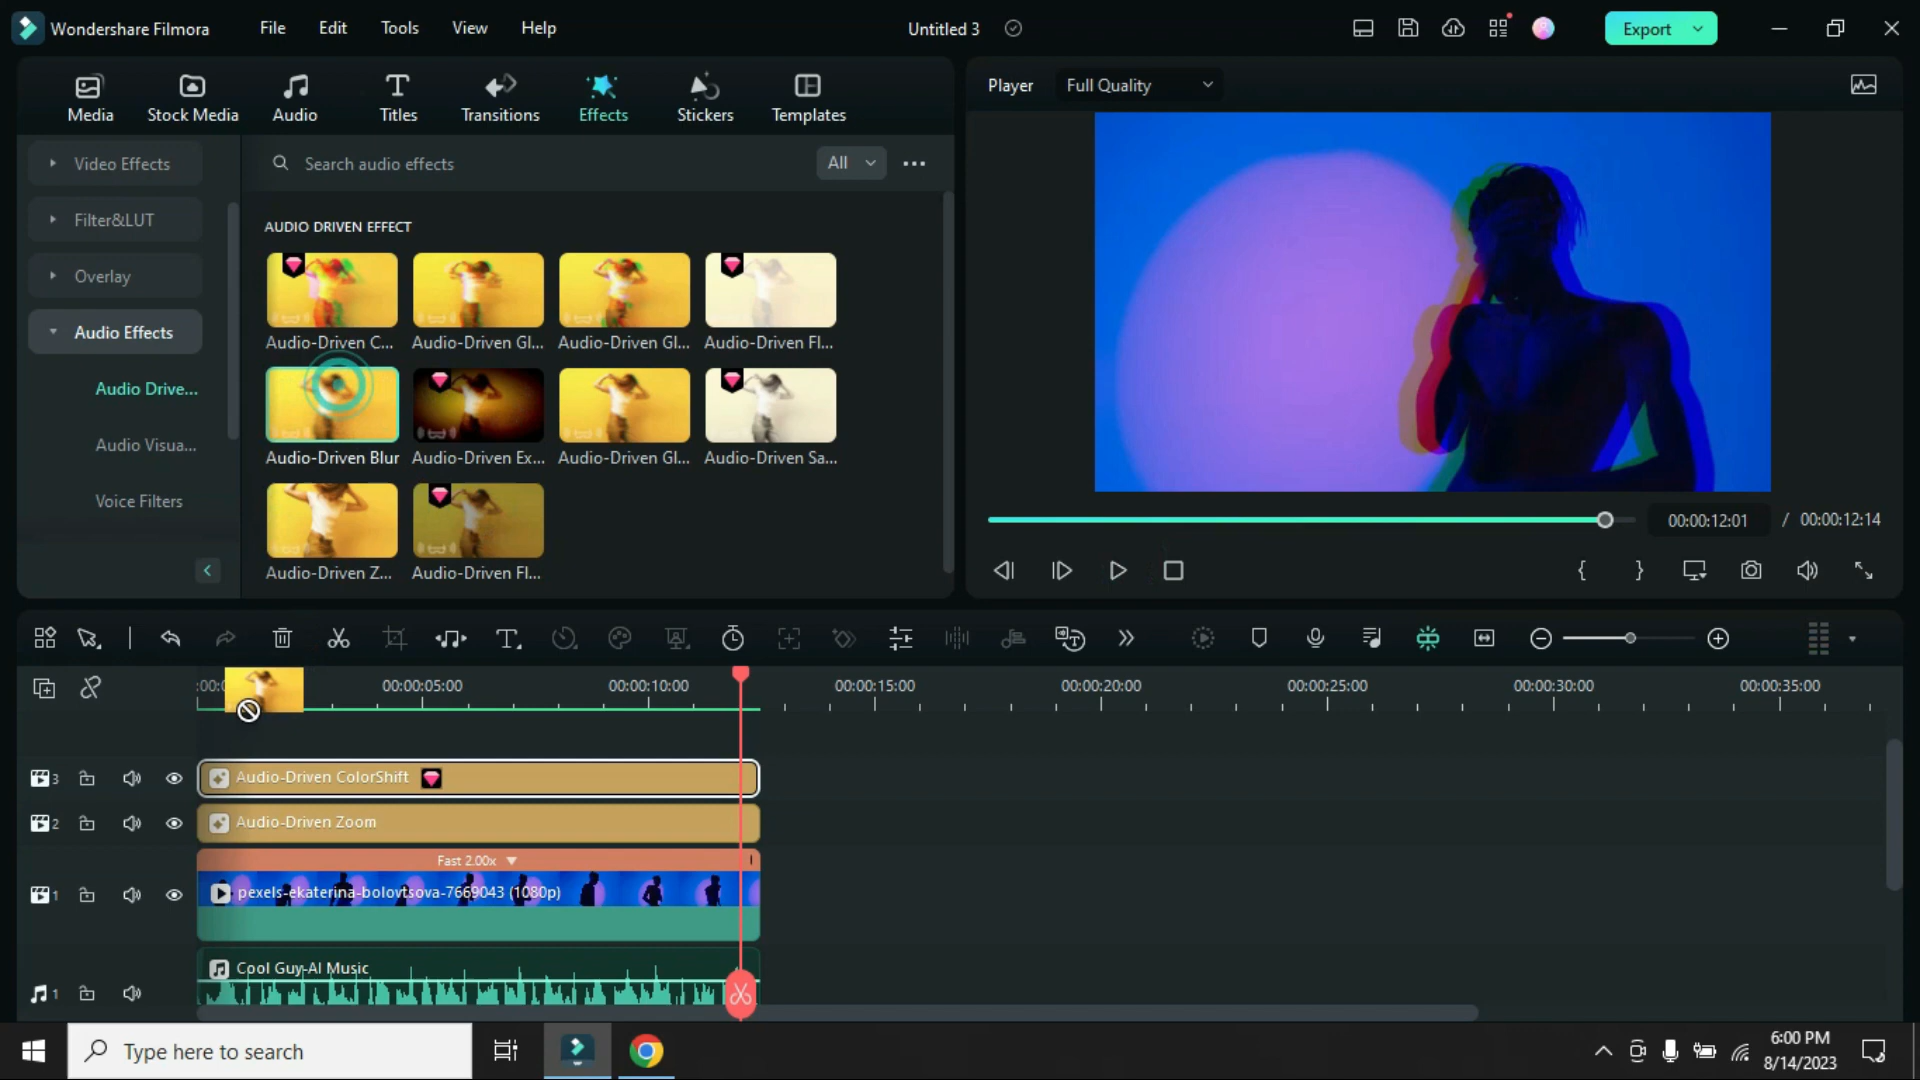 Wondershare Filmora
File
Edit
Tools
View
Help
Untitled 3
Export
Media
Stock Media
Audio
Titles
Transitions
Effects
Stickers
Templates
Player
Full Quality
Video Effects
Filter&LUT
Overlay
Audio Effects
Audio Drive...
Audio Visua...
Voice Filters
Search audio effects
All
AUDIO DRIVEN EFFECT
Audio-Driven C...
Audio-Driven Gl...
Audio-Driven Gl...
Audio-Driven Fl...
Audio-Driven Blur
Audio-Driven Ex...
Audio-Driven Gl...
Audio-Driven Sa...
Audio-Driven Z...
Audio-Driven Fl...
00:00:12:01 / 00:00:12:14
00:00:05:00
00:00:10:00
00:00:15:00
00:00:20:00
00:00:25:00
00:00:30:00
00:00:35:00
3
Audio-Driven ColorShift
2
Audio-Driven Zoom
Fast 2.00x
1
pexels-ekaterina-bolovtsova-7669043 (1080p)
Cool Guy-AI Music
1
Type here to search
6:00 PM
8/14/2023